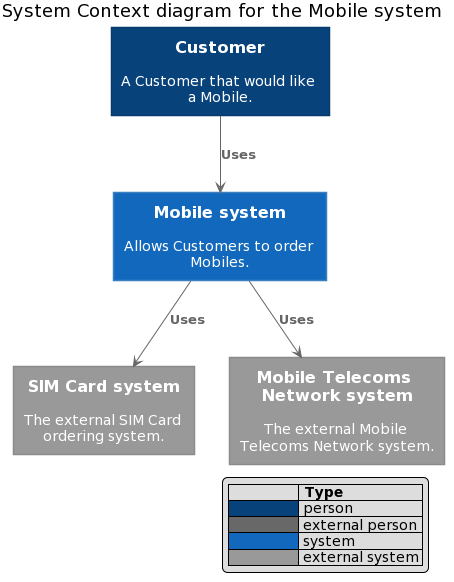 System Context diagram for the Mobile system
Customer
A Customer that would like
a Mobile.
Uses
Mobile system
Allows Customers to order
Mobiles.
Uses
Uses
SIM Card system
The external SIM Card
ordering system.
Mobile Telecoms
Network system
The external Mobile
Telecoms Network system.
Type
person
external person
system
external system